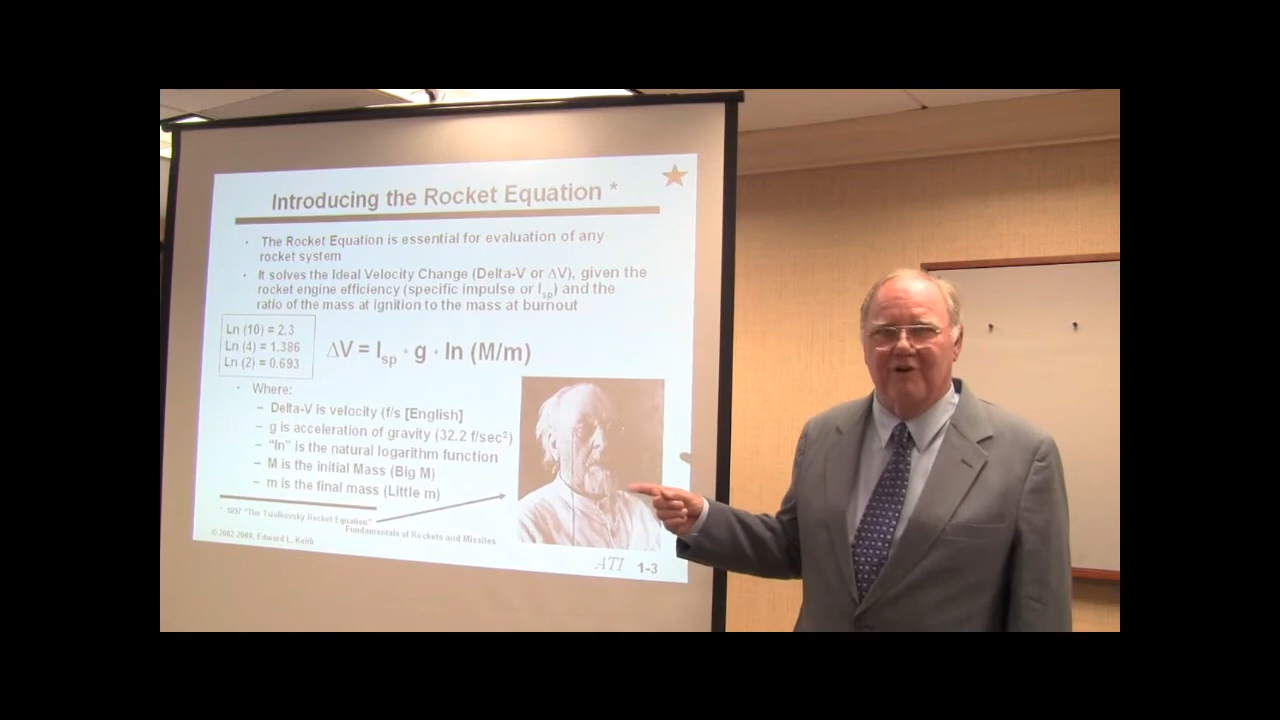 Introducing the Rocket Equation *
• The Rocket Equation is essential for evaluation of any
rocket system
• It solves the Ideal Velocity Change (Delta-V or ΔV), given the
rocket engine efficiency (specific impulse or Isp) and the
ratio of the mass at ignition to the mass at burnout
Ln (10) = 2.3
Ln (4) = 1.386
Ln (2) = 0.693
ΔV = Isp · g · ln (M/m)
• Where:
– Delta-V is velocity (f/s [English]
– g is acceleration of gravity (32.2 f/sec²)
– "ln" is the natural logarithm function
– M is the initial Mass (Big M)
– m is the final mass (Little m)
* 1897 "The Tsiolkovsky Rocket Equation"
Fundamentals of Rockets and Missiles
© 2002-2008, Edward L. Keith
ATI 1-3